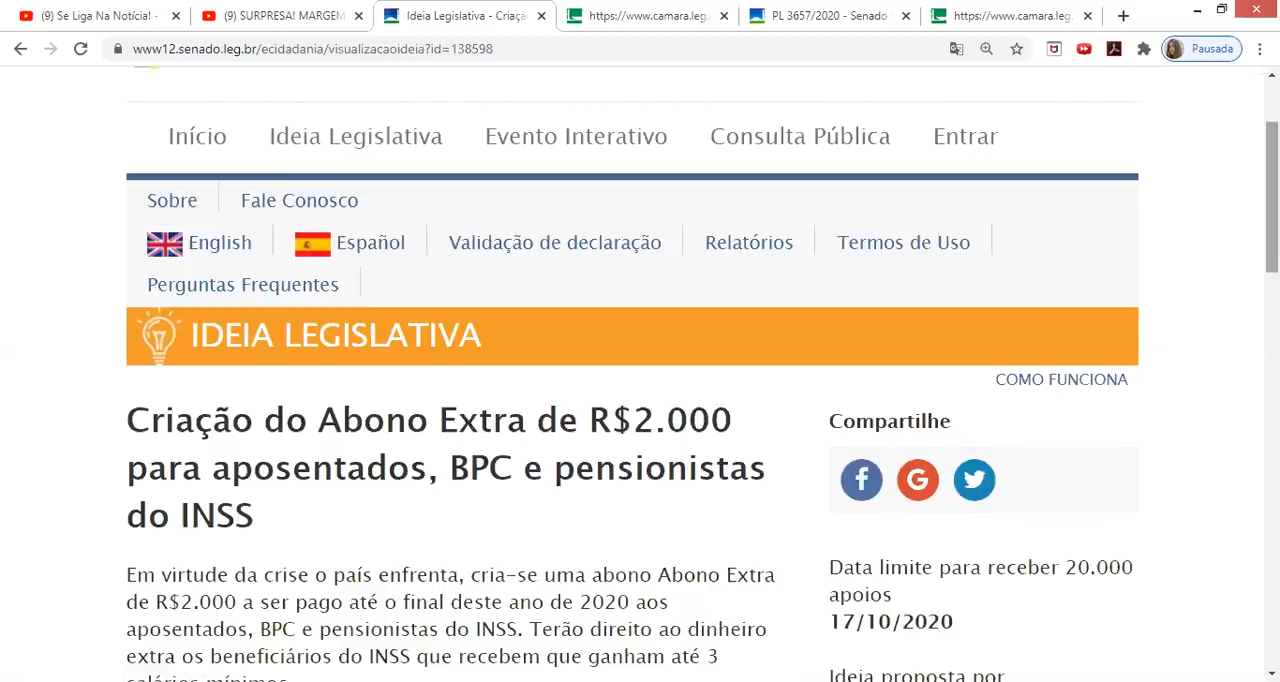 (9) Se Liga Na Notícia! -
(9) SURPRESA! MARGEM
Ideia Legislativa - Criaçã
https://www.camara.leg.
PL 3657/2020 - Senado
https://www.camara.leg.
www12.senado.leg.br/ecidadania/visualizacaoideia?id=138598
Pausada
Início
Ideia Legislativa
Evento Interativo
Consulta Pública
Entrar
Sobre
Fale Conosco
English
Español
Validação de declaração
Relatórios
Termos de Uso
Perguntas Frequentes
IDEIA LEGISLATIVA
COMO FUNCIONA
Criação do Abono Extra de R$2.000
para aposentados, BPC e pensionistas
do INSS
Em virtude da crise o país enfrenta, cria-se uma abono Abono Extra
de R$2.000 a ser pago até o final deste ano de 2020 aos
aposentados, BPC e pensionistas do INSS. Terão direito ao dinheiro
extra os beneficiários do INSS que recebem que ganham até 3
salários mínimos
Compartilhe
Data limite para receber 20.000
apoios
17/10/2020
Ideia proposta por